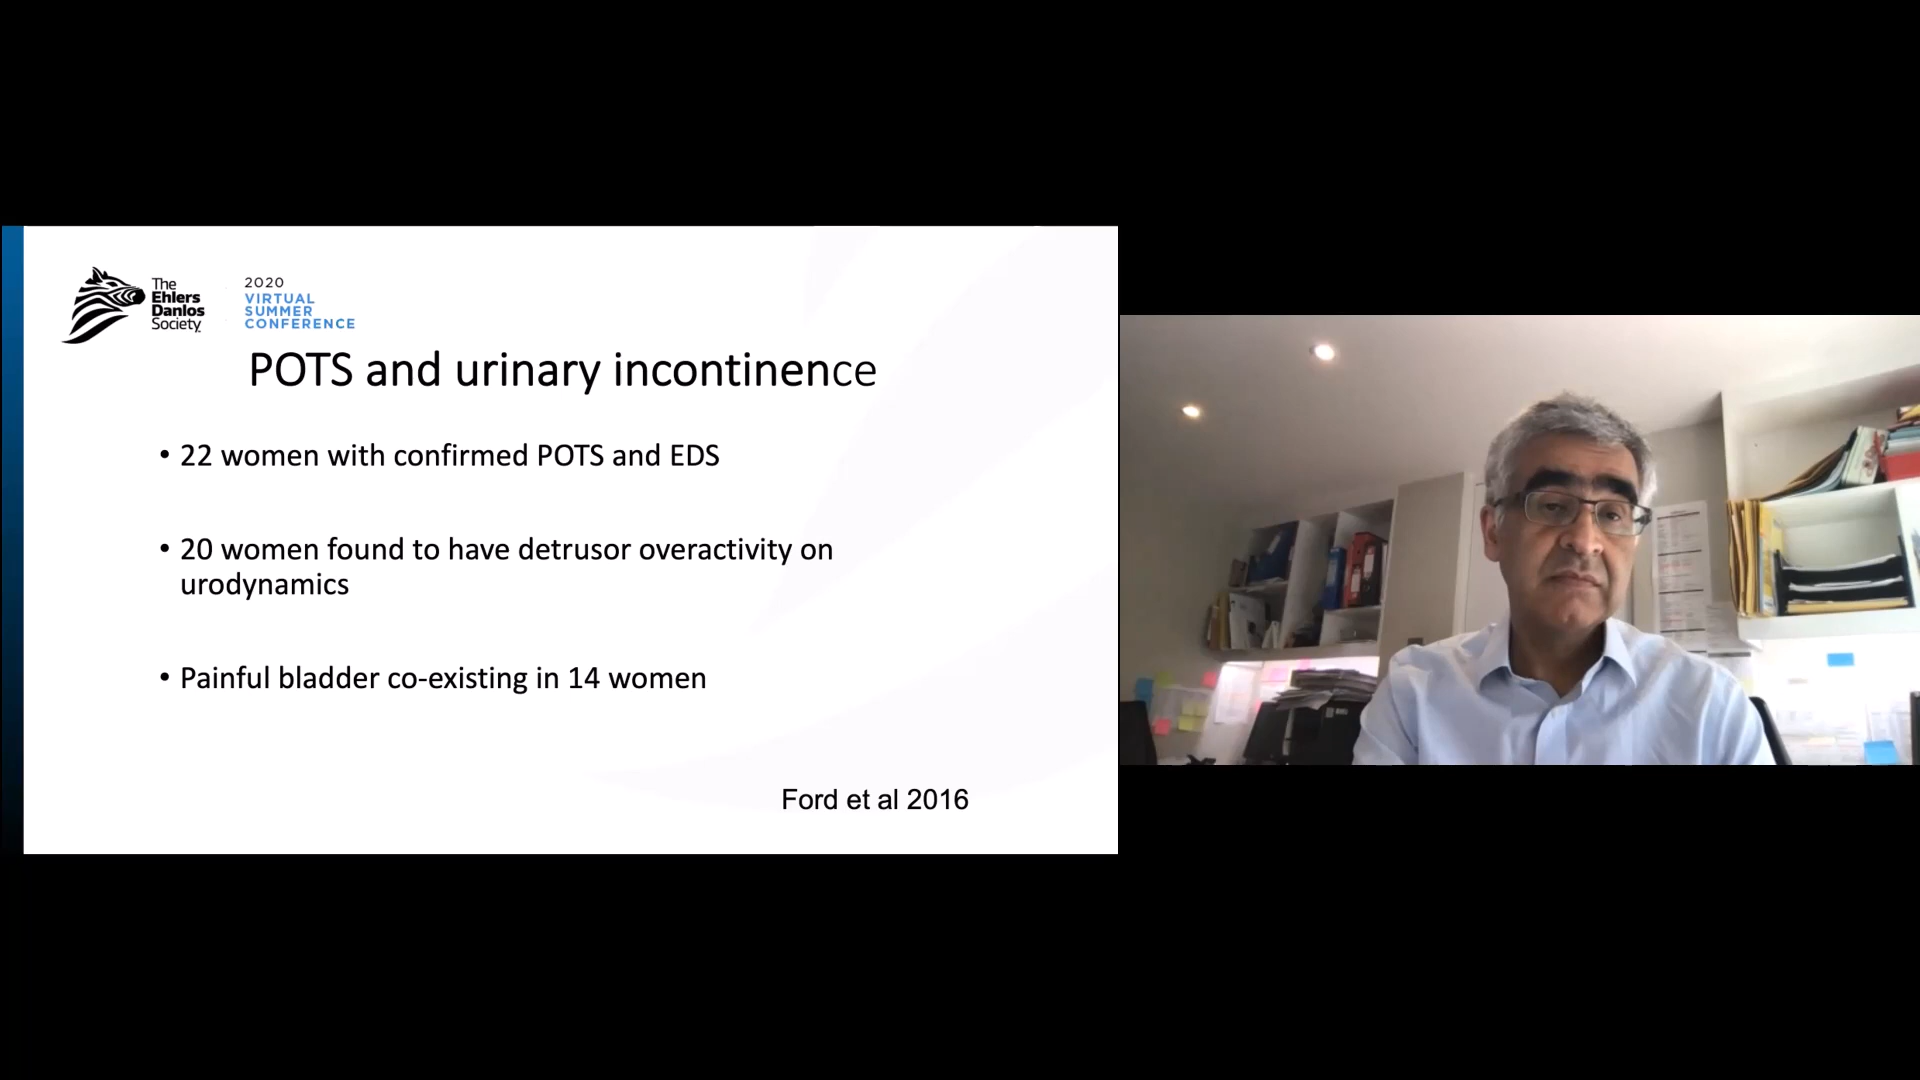 The
Ehlers
Danlos
Society
2020
VIRTUAL
SUMMER
CONFERENCE
POTS and urinary incontinence
• 22 women with confirmed POTS and EDS
• 20 women found to have detrusor overactivity on
urodynamics
• Painful bladder co-existing in 14 women
Ford et al 2016